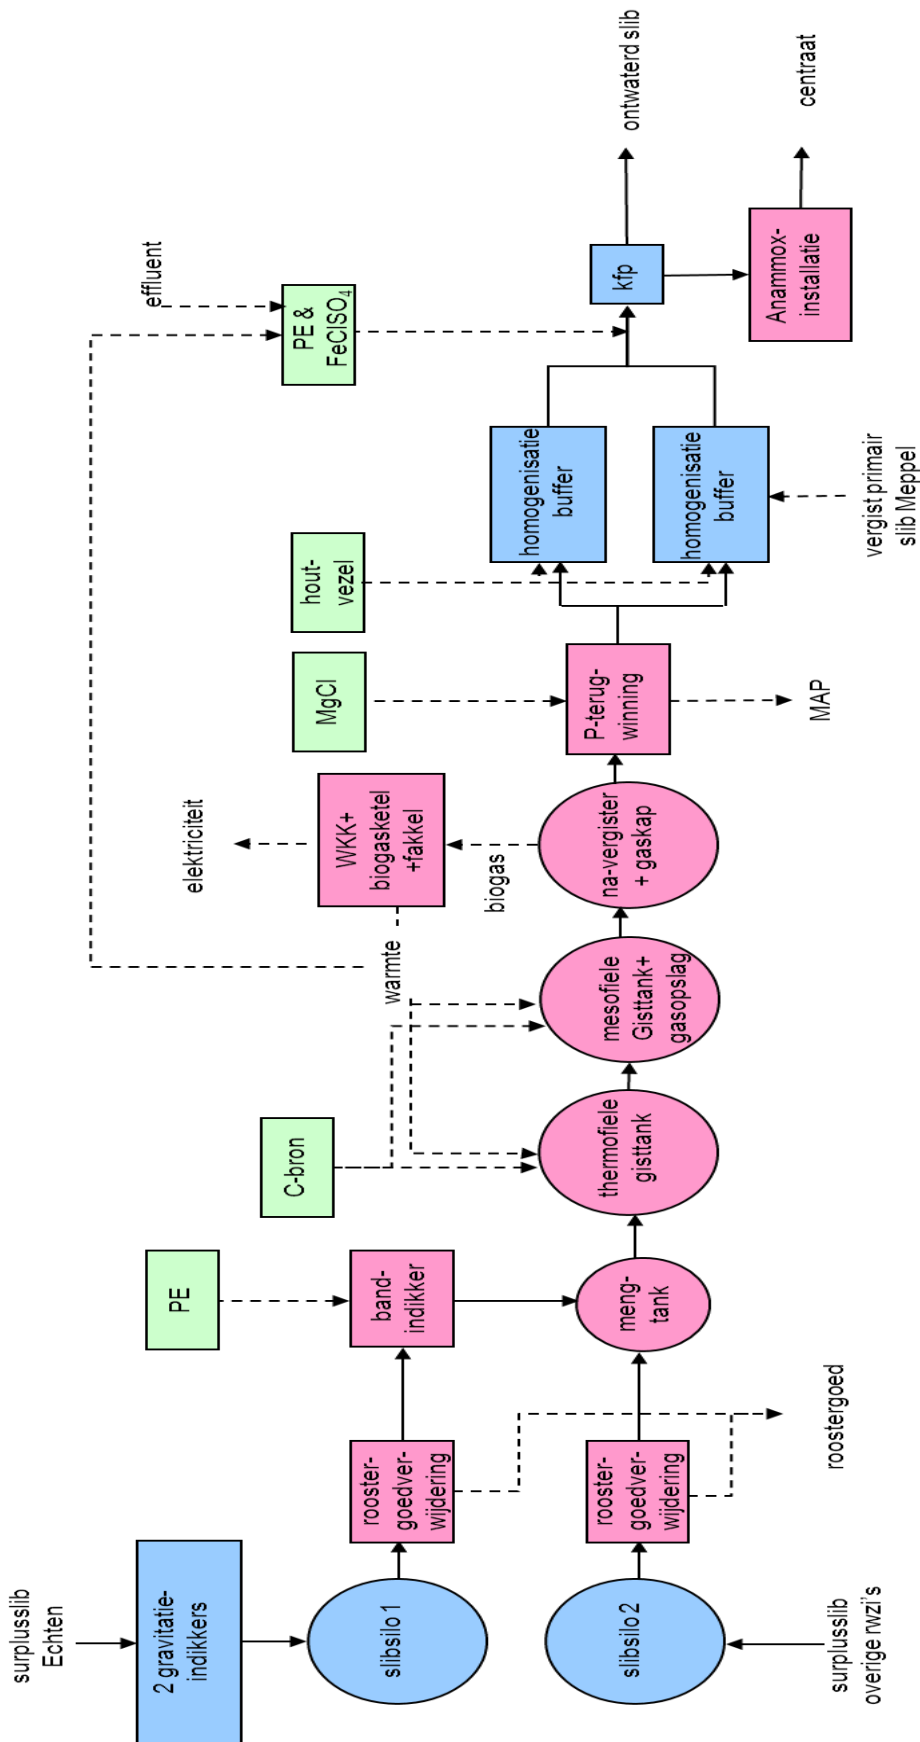 surplusslib
Echten
2 gravitatie-
indikkers
slibsilo 1
rooster-
goedver-
wijdering
PE
band-
indikker
slibsilo 2
surplusslib
overige rwzi's
rooster-
goedver-
wijdering
roostergoed
meng-
tank
C-bron
thermofiele
gisttank
mesofiele
Gisttank+
gasopslag
warmte
elektriciteit
WKK+
biogasketel
+fakkel
biogas
na-vergister
+ gaskap
MgCl
P-terug-
winning
MAP
hout-
vezel
homogenisatie
buffer
homogenisatie
buffer
vergist primair
slib Meppel
effluent
PE &
FeClSO4
kfp
ontwaterd slib
Anammox-
installatie
centraat